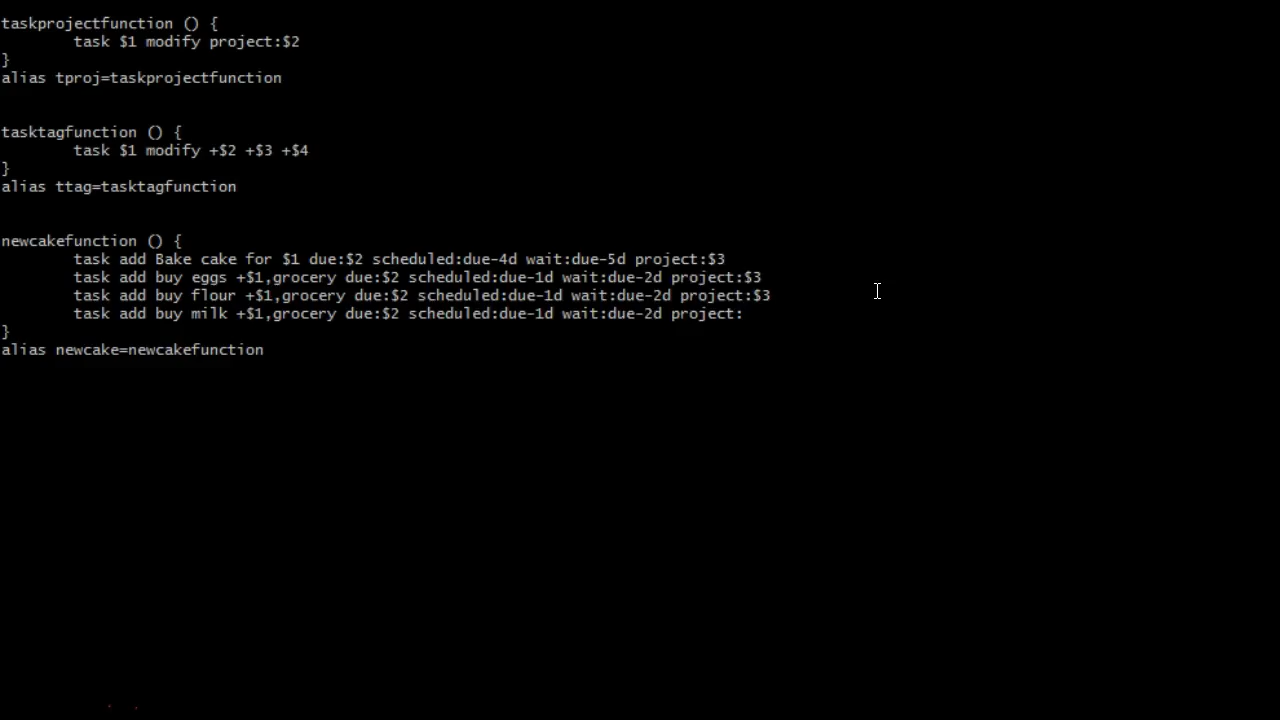 taskprojectfunction () {
        task $1 modify project:$2
}
alias tproj=taskprojectfunction
tasktagfunction () {
        task $1 modify +$2 +$3 +$4
}
alias ttag=tasktagfunction
newcakefunction () {
        task add Bake cake for $1 due:$2 scheduled:due-4d wait:due-5d project:$3
        task add buy eggs +$1,grocery due:$2 scheduled:due-1d wait:due-2d project:$3
        task add buy flour +$1,grocery due:$2 scheduled:due-1d wait:due-2d project:$3
        task add buy milk +$1,grocery due:$2 scheduled:due-1d wait:due-2d project:
}
alias newcake=newcakefunction